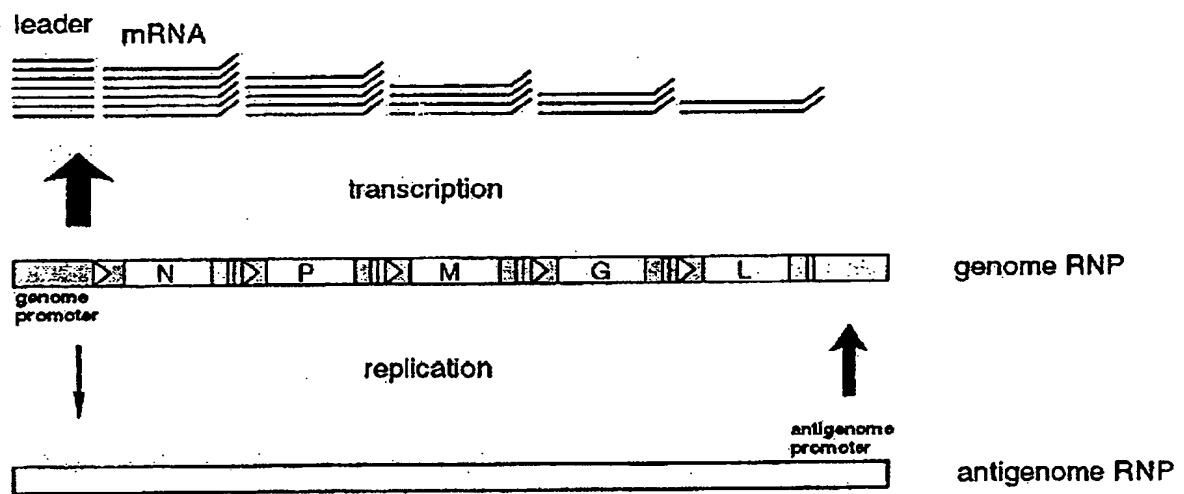 leader
mRNA
transcription
N P M G L
genome RNP
genome
promoter
replication
antigenome
promoter
antigenome RNP